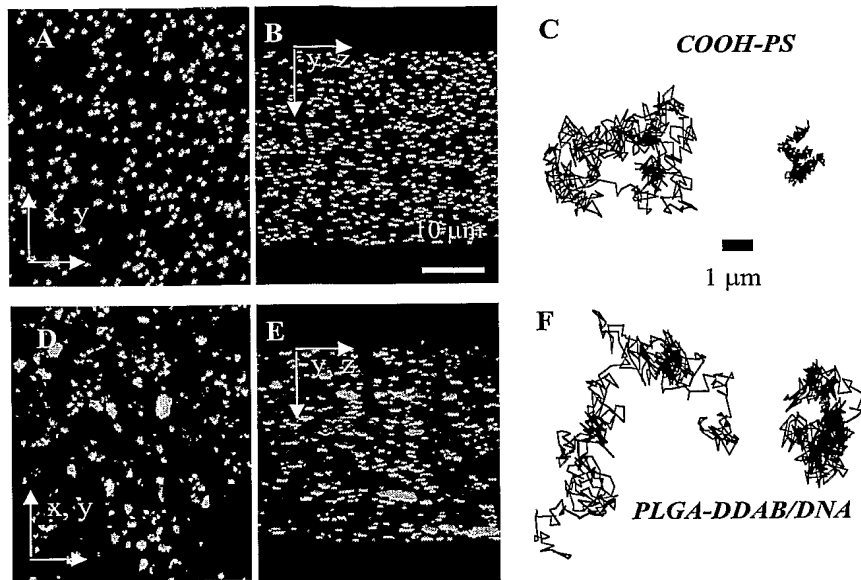 A
x, y
B
y, z
10 μm
C
COOH-PS
1 μm
D
x, y
E
y, z
F
PLGA-DDAB/DNA